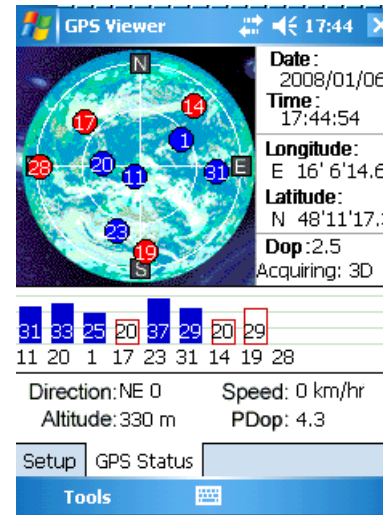 GPS Viewer 17:44
N
14
17
1
28 20 11 31 E
23
19
S
Date:
2008/01/06
Time:
17:44:54
Longitude:
E 16' 6'14.6
Latitude:
N 48'11'17.
Dop:2.5
Acquiring: 3D
31 33 25 20 37 29 20 29
11 20 1 17 23 31 14 19 28
Direction:NE 0 Speed: 0 km/hr
Altitude:330 m PDop: 4.3
Setup GPS Status
Tools